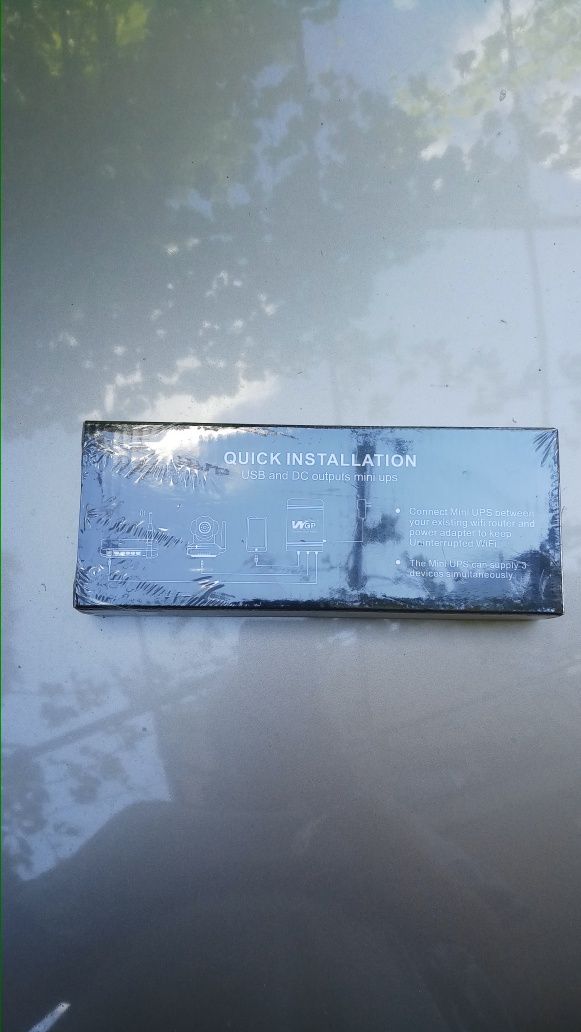 QUICK INSTALLATION
USB and DC outputs mini ups
WGP
Connect Mini UPS between
your existing wifi router and
power adapter to keep
Uninterrupted WiFi.
The Mini UPS can supply 3
devices simultaneously.